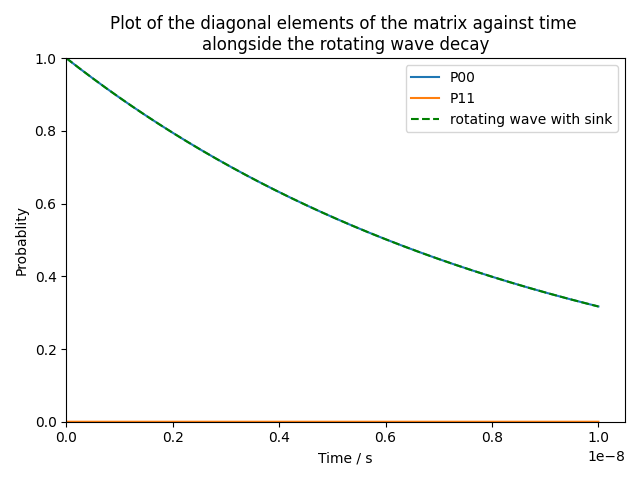 Plot of the diagonal elements of the matrix against time
alongside the rotating wave decay
P00
P11
rotating wave with sink
Probablity
1.0
0.8
0.6
0.4
0.2
0.0
0.0 0.2 0.4 0.6 0.8 1.0
1e−8
Time / s